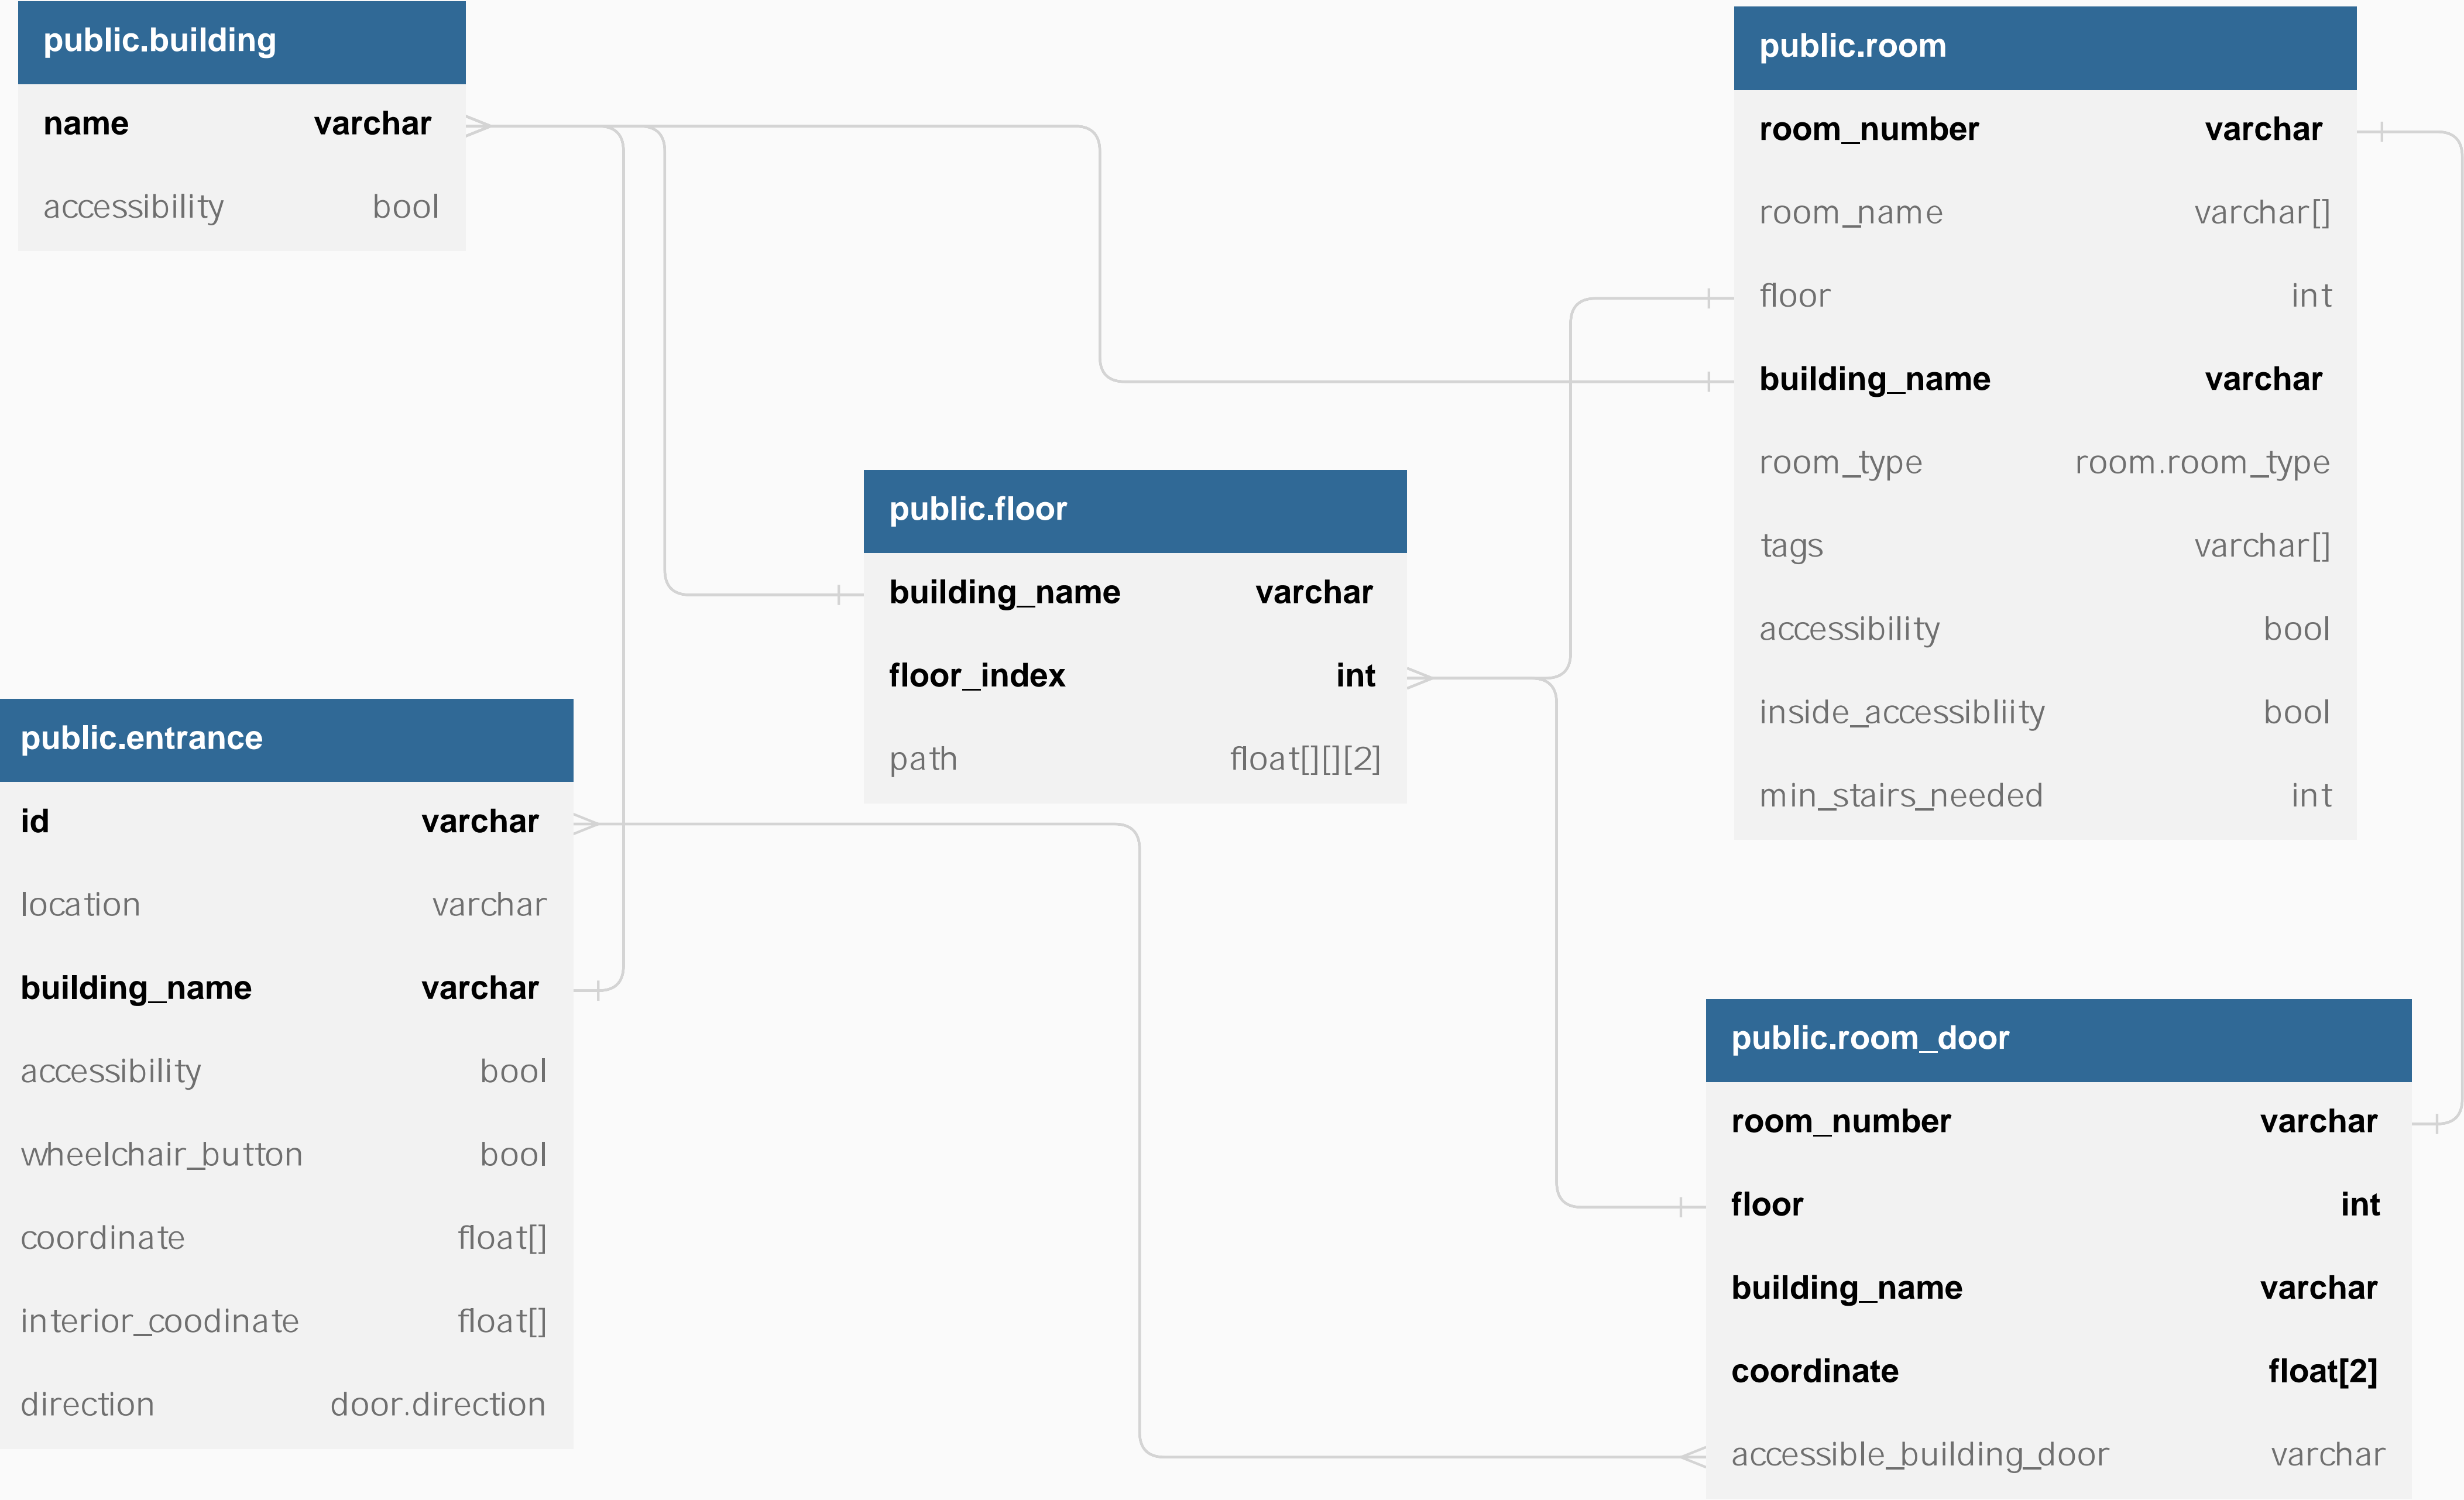 public.building
name varchar
accessibility bool
public.room
room_number varchar
room_name varchar[]
floor int
building_name varchar
room_type room.room_type
tags varchar[]
accessibility bool
inside_accessibliity bool
min_stairs_needed int
public.floor
building_name varchar
floor_index int
path float[][][2]
public.entrance
id varchar
location varchar
building_name varchar
accessibility bool
wheelchair_button bool
coordinate float[]
interior_coodinate float[]
direction door.direction
public.room_door
room_number varchar
floor int
building_name varchar
coordinate float[2]
accessible_building_door varchar